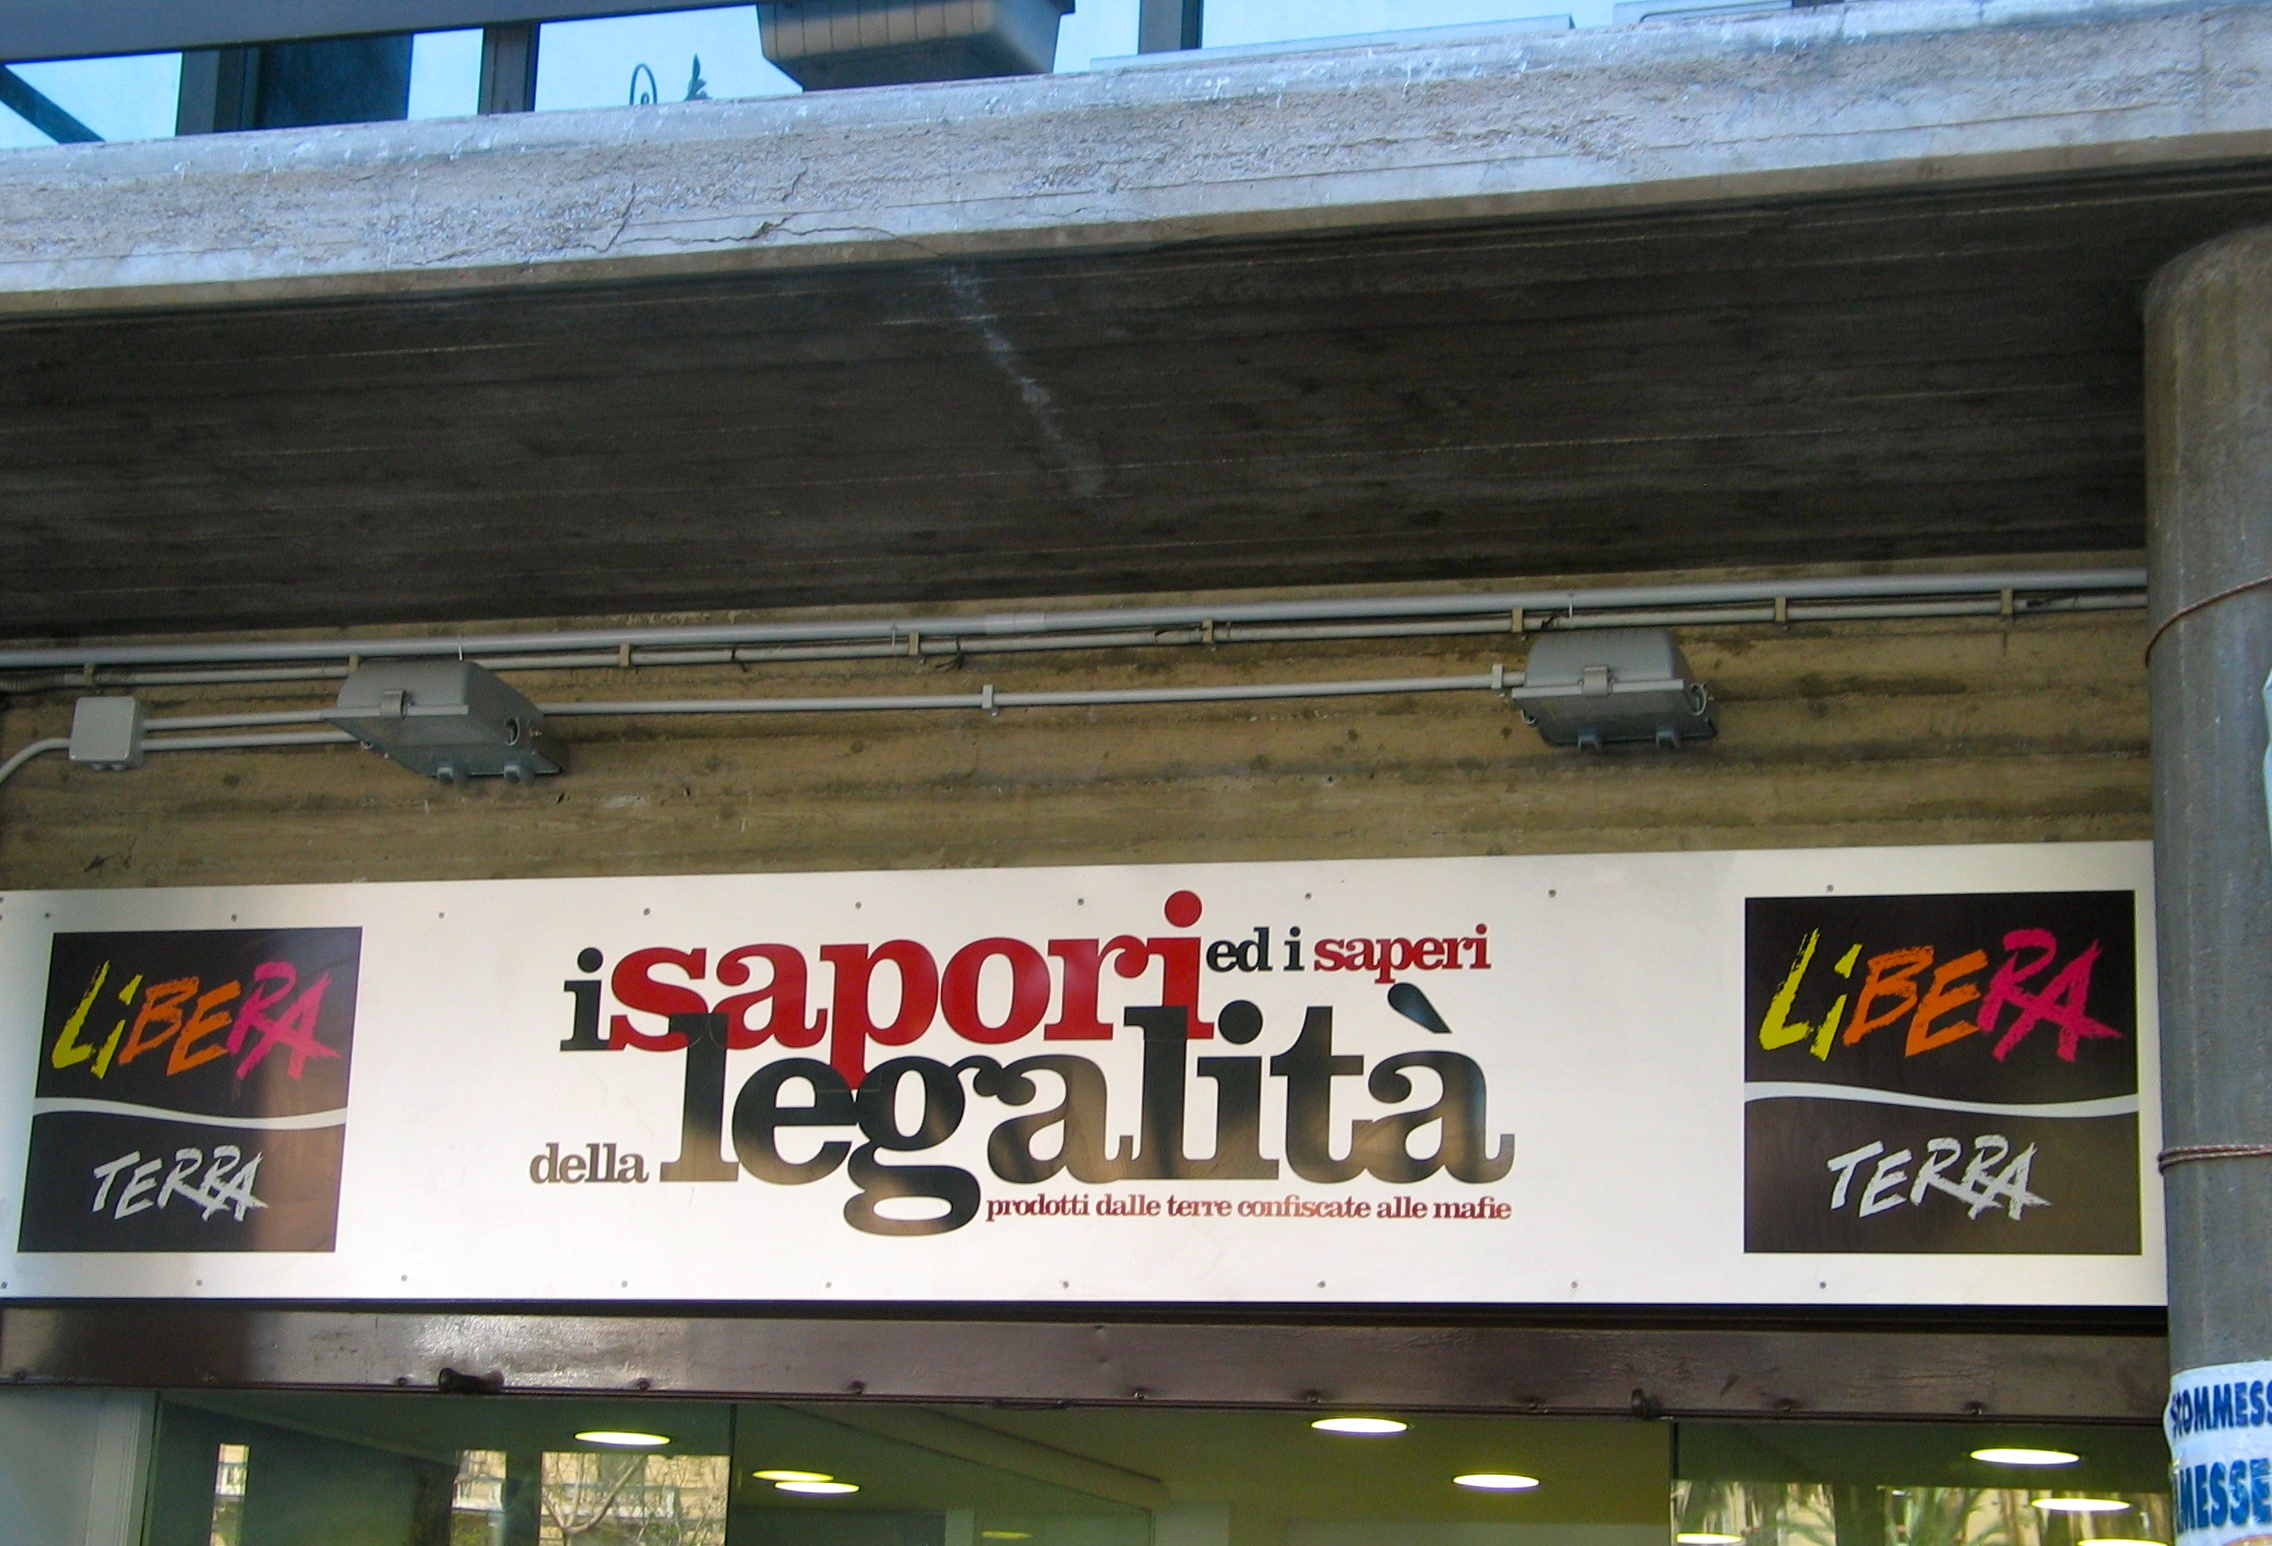 LiBERA
TERRA
i sapori ed i saperi
della legalità
prodotti dalle terre confiscate alle mafie
LiBERA
TERRA